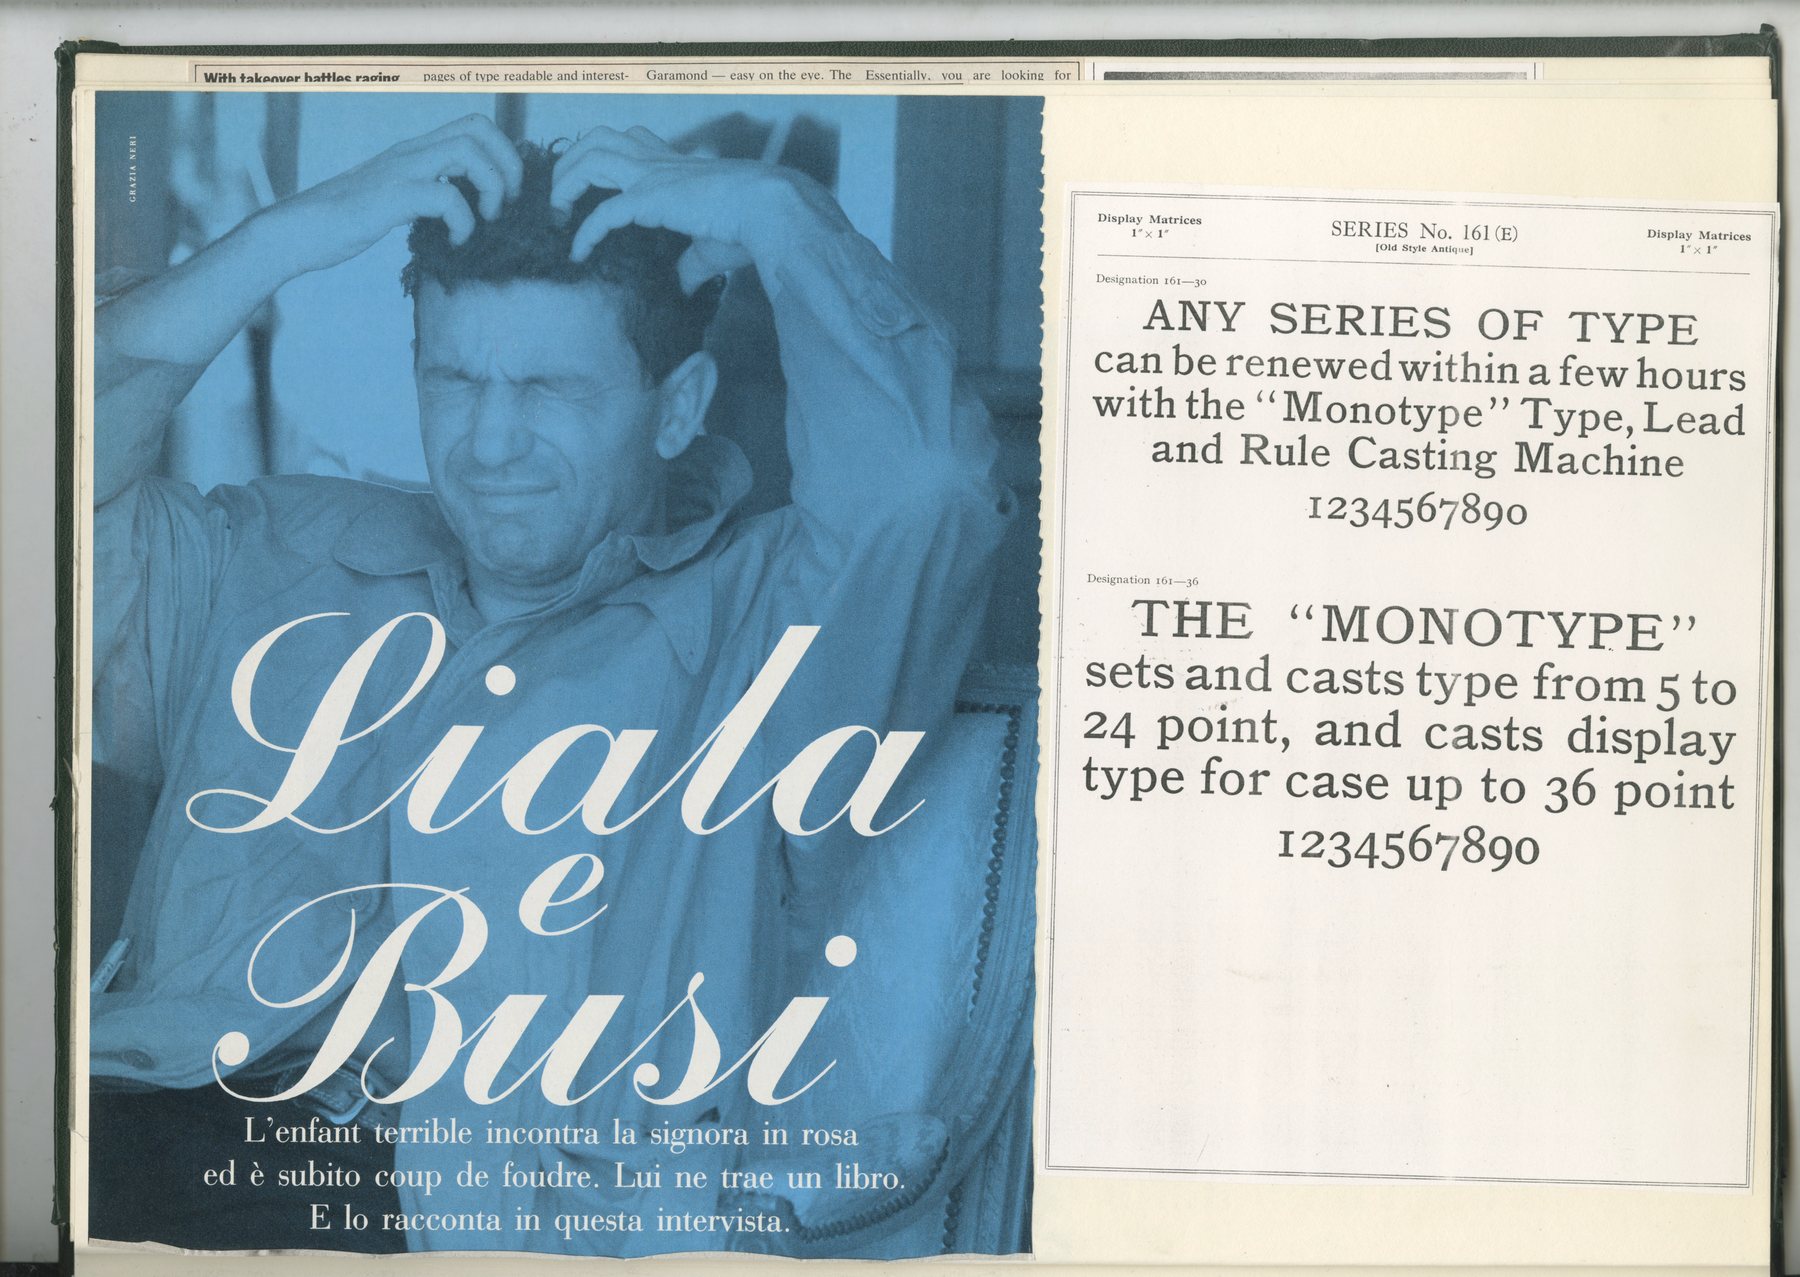 With takeover battles raging
pages of type readable and interest-
Garamond — easy on the eye. The
Essentially, you are looking for
GRAZIA NERI
Liala
e
Busi
L'enfant terrible incontra la signora in rosa
ed è subito coup de foudre. Lui ne trae un libro.
E lo racconta in questa intervista.
Display Matrices
1″ × 1″
SERIES No. 161 (E)
[Old Style Antique]
Display Matrices
1″ × 1″
Designation 161—30
ANY SERIES OF TYPE
can be renewed within a few hours
with the “Monotype” Type, Lead
and Rule Casting Machine
1234567890
Designation 161—36
THE “MONOTYPE”
sets and casts type from 5 to
24 point, and casts display
type for case up to 36 point
1234567890